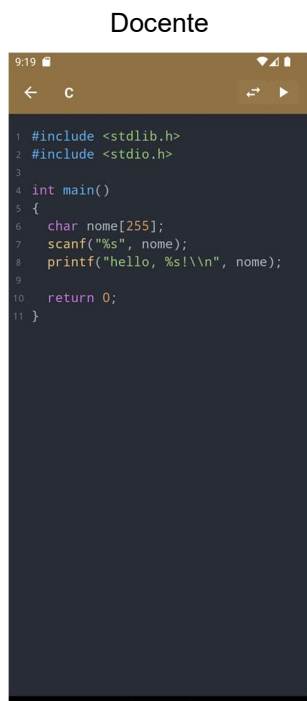 Docente
9:19
C
1 #include <stdlib.h>
2 #include <stdio.h>
3
4 int main()
5 {
6 char nome[255];
7 scanf("%s", nome);
8 printf("hello, %s!\\n", nome);
9
10 return 0;
11 }